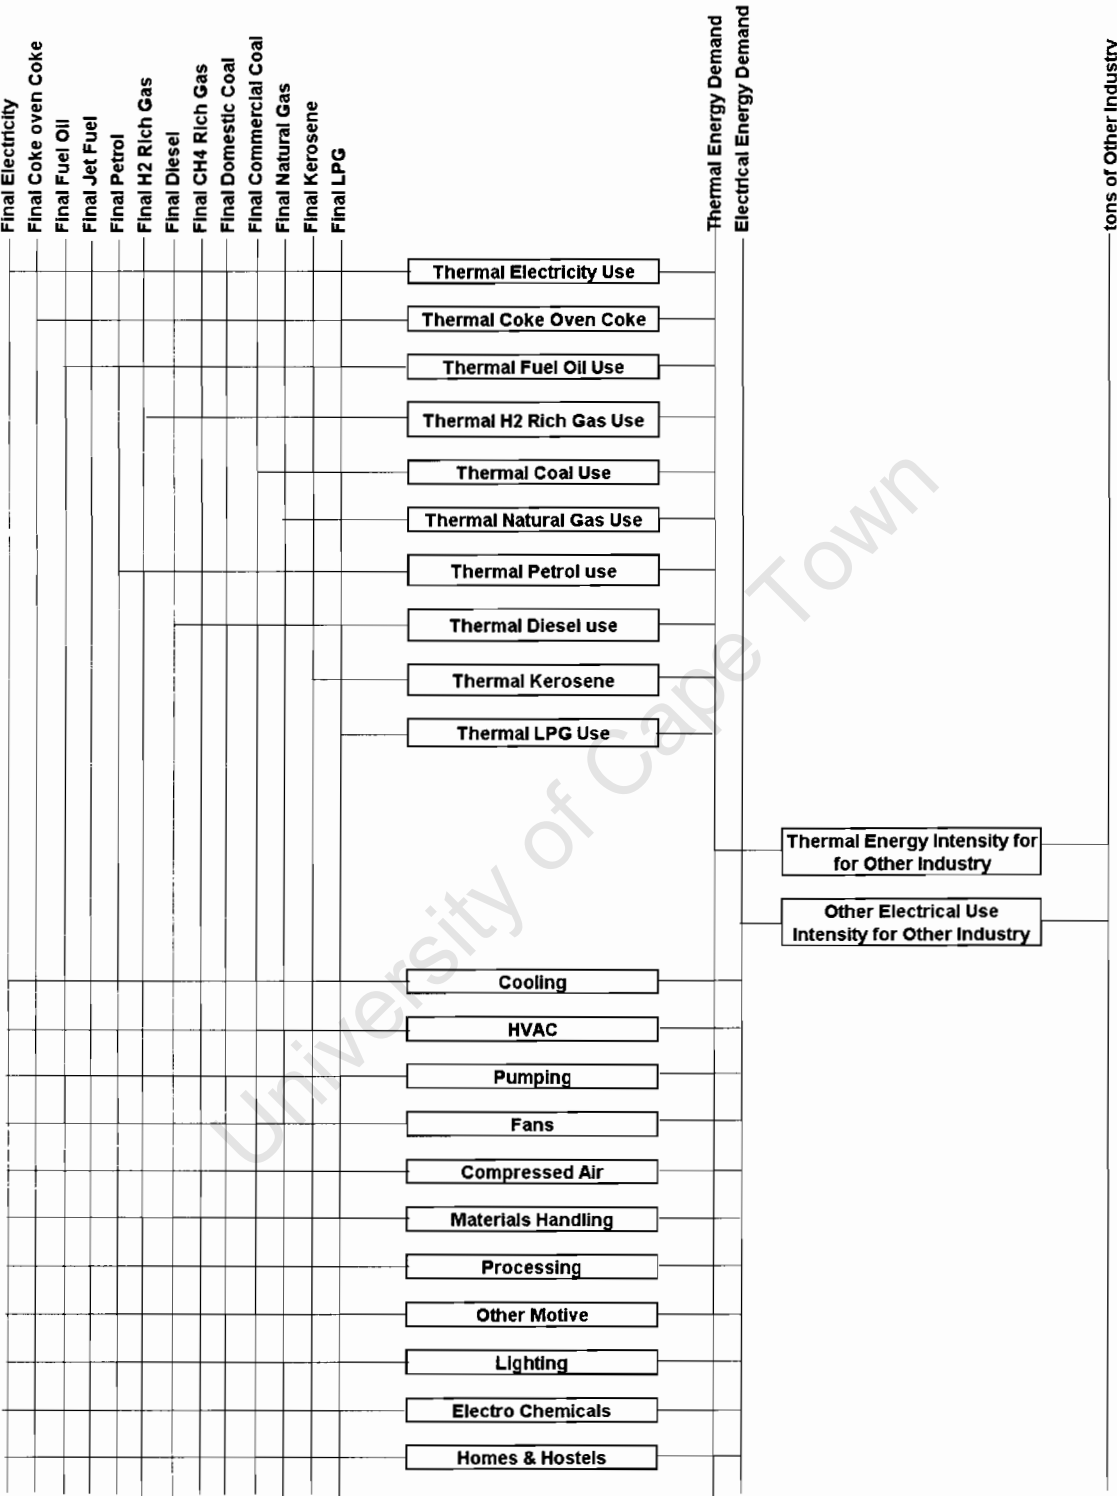 Final Electricity
Final Coke oven Coke
Final Fuel Oil
Final Jet Fuel
Final Petrol
Final H2 Rich Gas
Final Diesel
Final CH4 Rich Gas
Final Domestic Coal
Final Commercial Coal
Final Natural Gas
Final Kerosene
Final LPG
Thermal Energy Demand
Electrical Energy Demand
tons of Other Industry
Thermal Electricity Use
Thermal Coke Oven Coke
Thermal Fuel Oil Use
Thermal H2 Rich Gas Use
Thermal Coal Use
Thermal Natural Gas Use
Thermal Petrol use
Thermal Diesel use
Thermal Kerosene
Thermal LPG Use
Thermal Energy Intensity for
for Other Industry
Other Electrical Use
Intensity for Other Industry
Cooling
HVAC
Pumping
Fans
Compressed Air
Materials Handling
Processing
Other Motive
Lighting
Electro Chemicals
Homes & Hostels
University of Cape Town